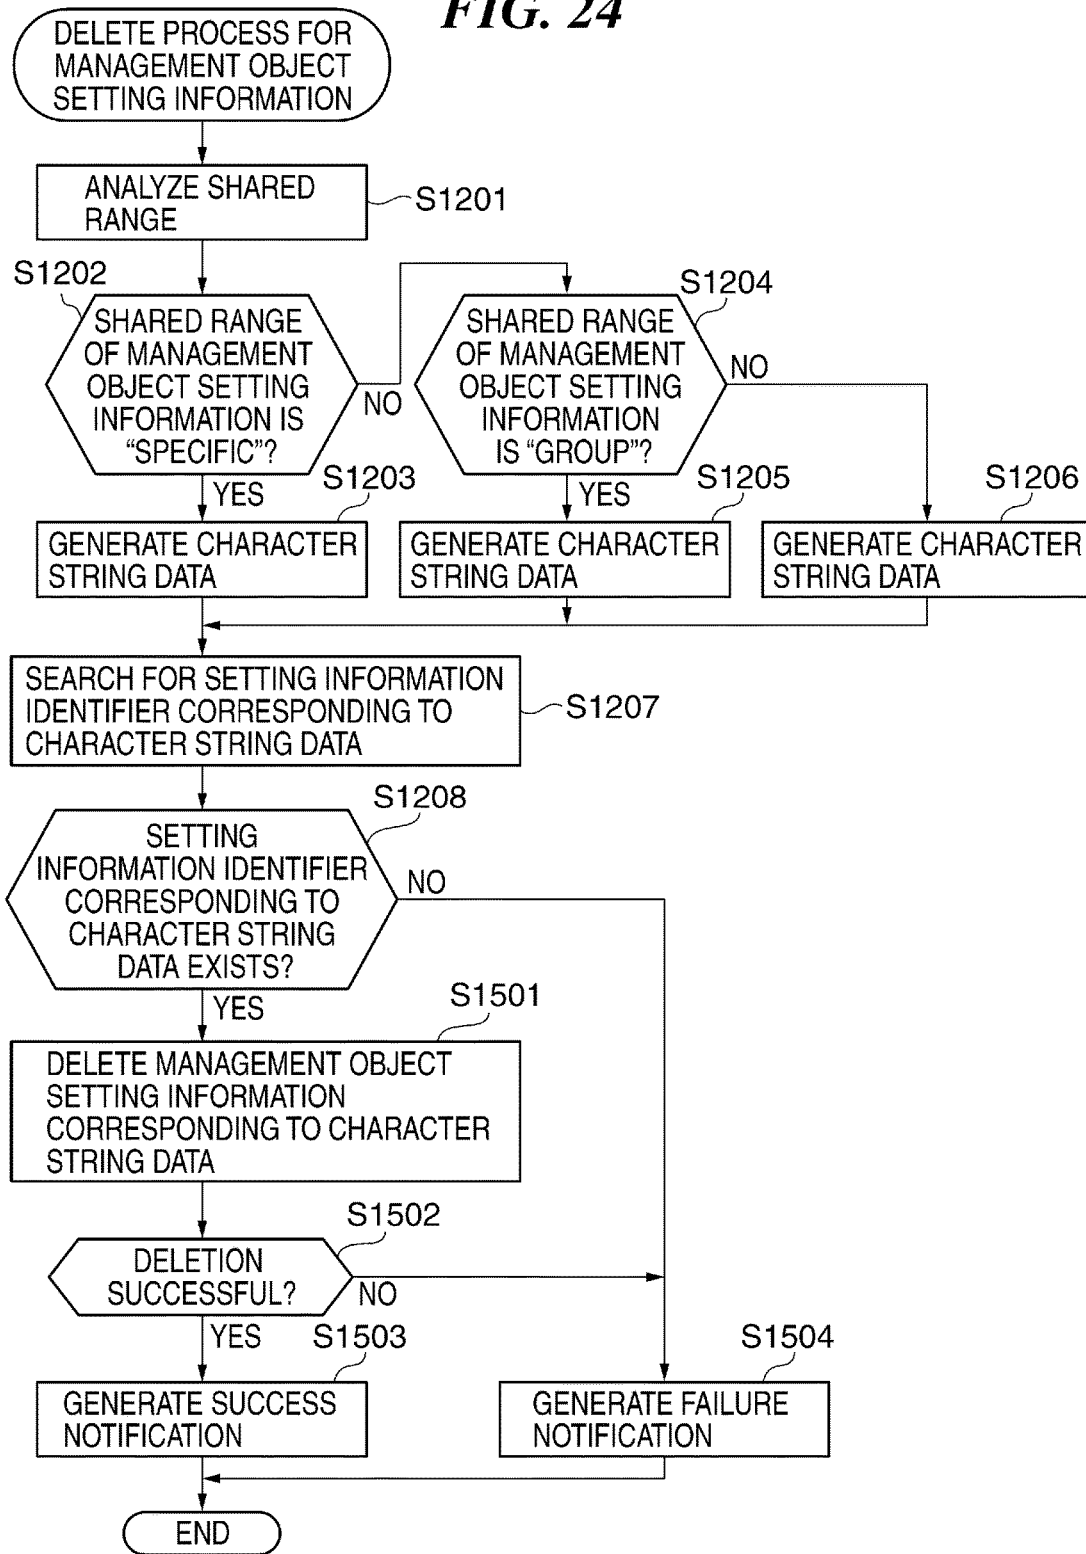 FIG. 24
DELETE PROCESS FOR
MANAGEMENT OBJECT
SETTING INFORMATION
ANALYZE SHARED
RANGE
S1201
S1202
SHARED RANGE
OF MANAGEMENT
OBJECT SETTING
INFORMATION IS
“SPECIFIC”?
NO
YES
S1204
SHARED RANGE
OF MANAGEMENT
OBJECT SETTING
INFORMATION
IS “GROUP”?
NO
YES
S1203
GENERATE CHARACTER
STRING DATA
S1205
GENERATE CHARACTER
STRING DATA
S1206
GENERATE CHARACTER
STRING DATA
SEARCH FOR SETTING INFORMATION
IDENTIFIER CORRESPONDING TO
CHARACTER STRING DATA
S1207
S1208
SETTING
INFORMATION IDENTIFIER
CORRESPONDING TO
CHARACTER STRING
DATA EXISTS?
NO
YES
S1501
DELETE MANAGEMENT OBJECT
SETTING INFORMATION
CORRESPONDING TO CHARACTER
STRING DATA
S1502
DELETION
SUCCESSFUL?
NO
YES
S1503
GENERATE SUCCESS
NOTIFICATION
S1504
GENERATE FAILURE
NOTIFICATION
END